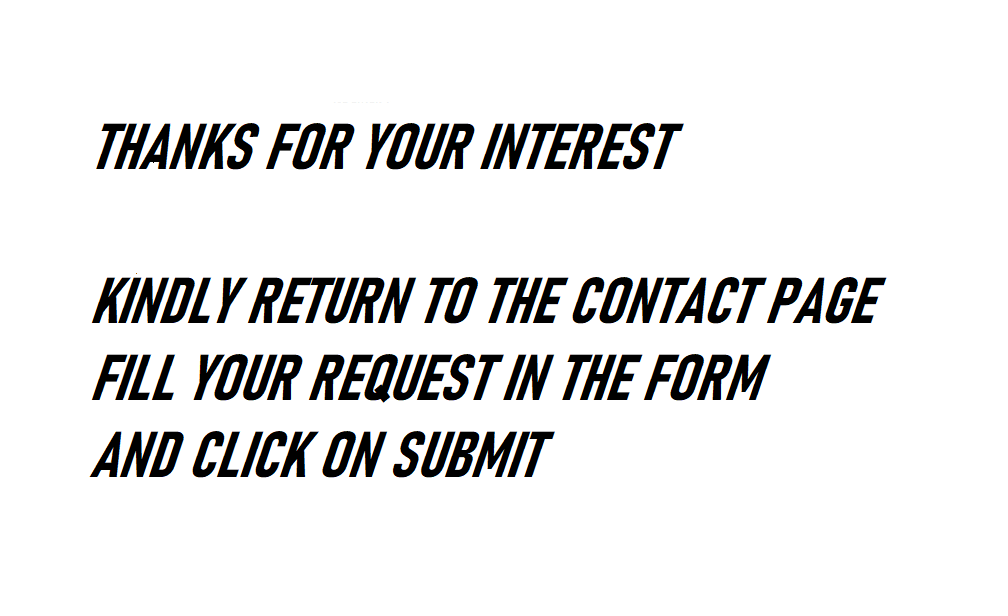 THANKS FOR YOUR INTEREST
KINDLY RETURN TO THE CONTACT PAGE
FILL YOUR REQUEST IN THE FORM
AND CLICK ON SUBMIT